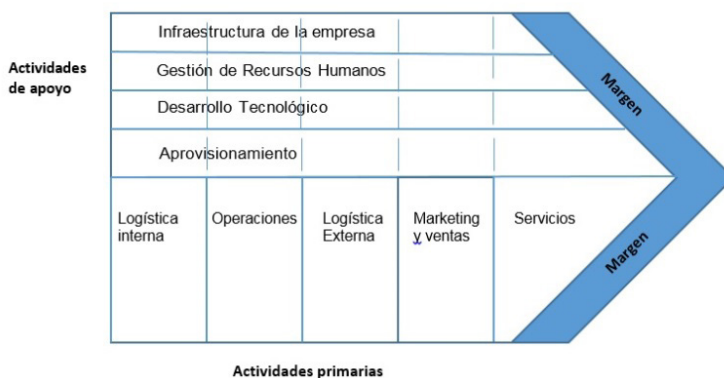 Infraestructura de la empresa
Actividades
de apoyo
Gestión de Recursos Humanos
Desarrollo Tecnológico
Aprovisionamiento
Margen
Logística
interna
Operaciones
Logística
Externa
Marketing
y ventas
Servicios
Margen
Actividades primarias